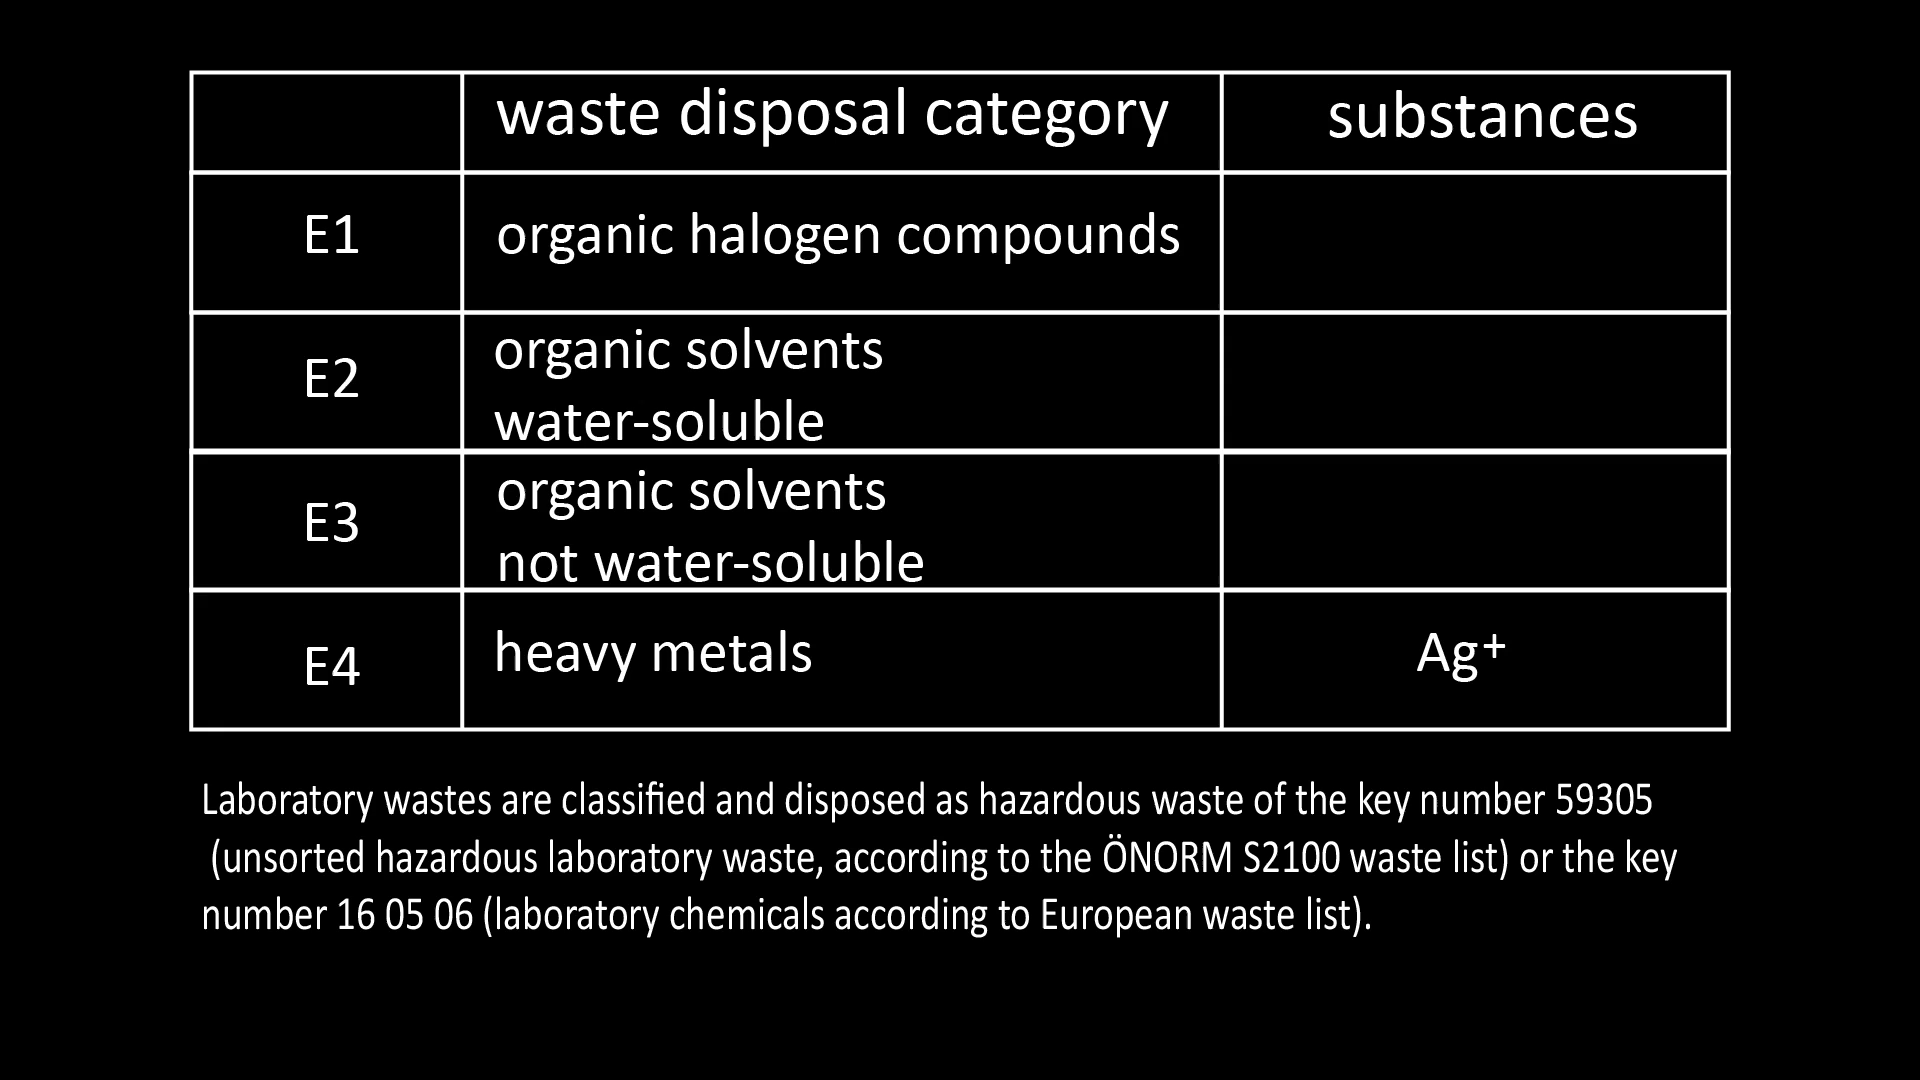 waste disposal category substances
E1 organic halogen compounds
E2 organic solvents
water-soluble
E3 organic solvents
not water-soluble
E4 heavy metals Ag⁺
Laboratory wastes are classified and disposed as hazardous waste of the key number 59305
(unsorted hazardous laboratory waste, according to the ÖNORM S2100 waste list) or the key
number 16 05 06 (laboratory chemicals according to European waste list).